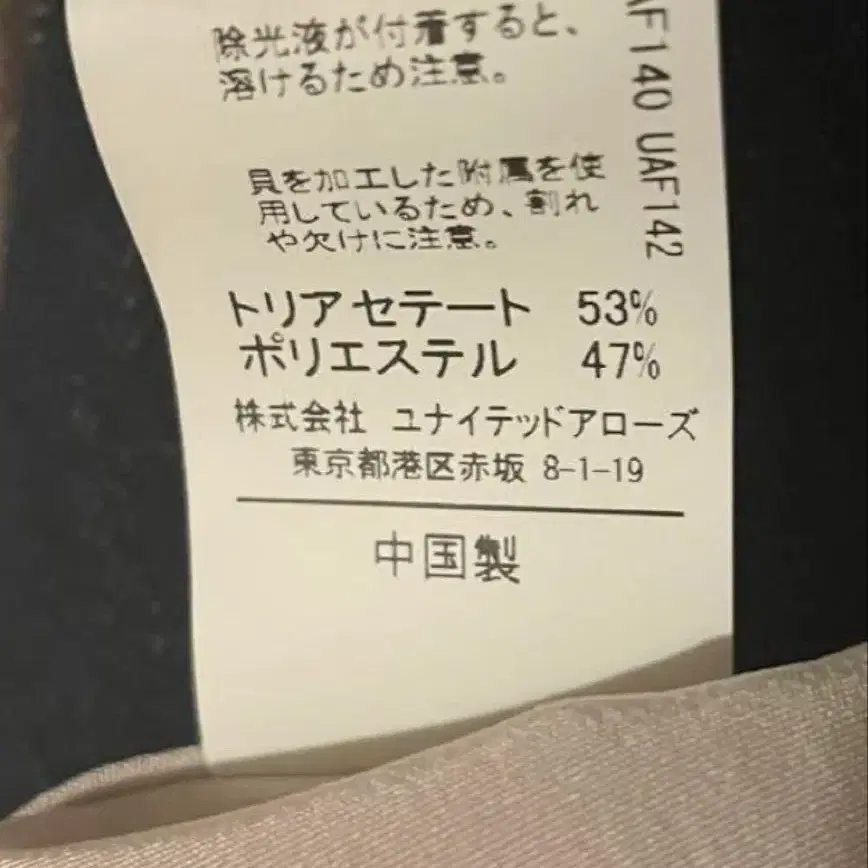 除光液が付着すると、
溶けるため注意。
貝を加工した附属を使
用しているため、割れ
や欠けに注意。
トリアセテート 53%
ポリエステル 47%
株式会社 ユナイテッドアローズ
東京都港区赤坂 8-1-19
中国製
AF140 UAF142